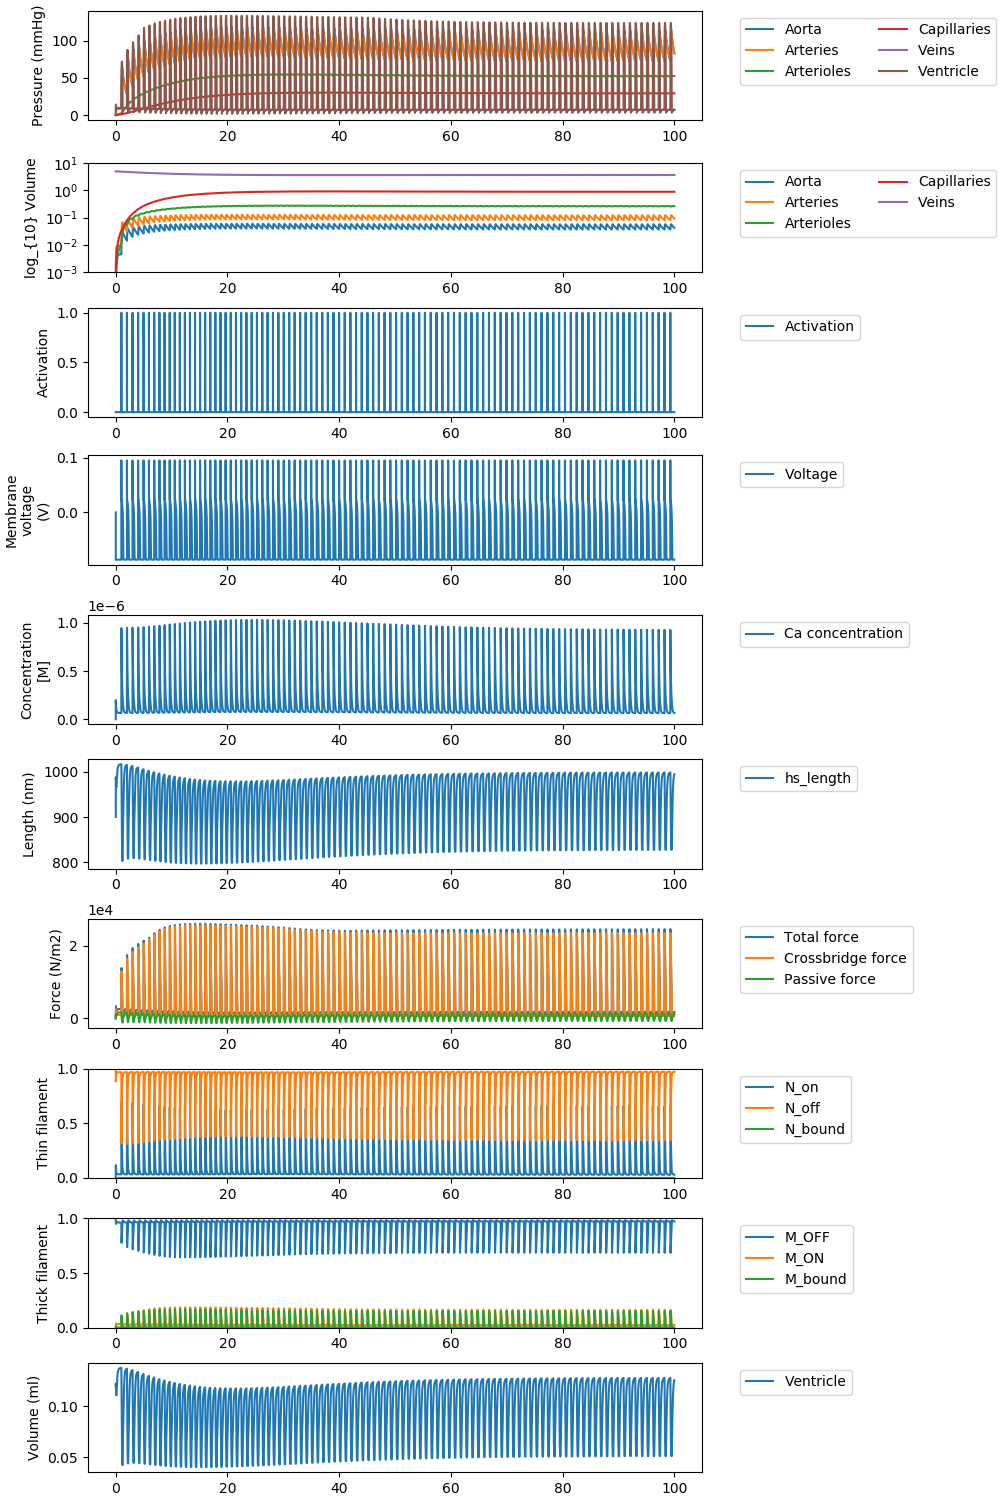 Pressure (mmHg)
100
50
0
0 20 40 60 80 100
Aorta Capillaries
Arteries Veins
Arterioles Ventricle
log_{10} Volume
10^1
10^0
10^−1
10^−2
10^−3
0 20 40 60 80 100
Aorta Capillaries
Arteries Veins
Arterioles
Activation
1.0
0.5
0.0
0 20 40 60 80 100
Activation
Membrane
voltage
(V)
0.1
0.0
0 20 40 60 80 100
Voltage
1e−6
Concentration
[M]
1.0
0.5
0.0
0 20 40 60 80 100
Ca concentration
Length (nm)
1000
900
800
0 20 40 60 80 100
hs_length
1e4
Force (N/m2)
2
0
0 20 40 60 80 100
Total force
Crossbridge force
Passive force
Thin filament
1.0
0.5
0.0
0 20 40 60 80 100
N_on
N_off
N_bound
Thick filament
1.0
0.5
0.0
0 20 40 60 80 100
M_OFF
M_ON
M_bound
Volume (ml)
0.10
0.05
0 20 40 60 80 100
Ventricle